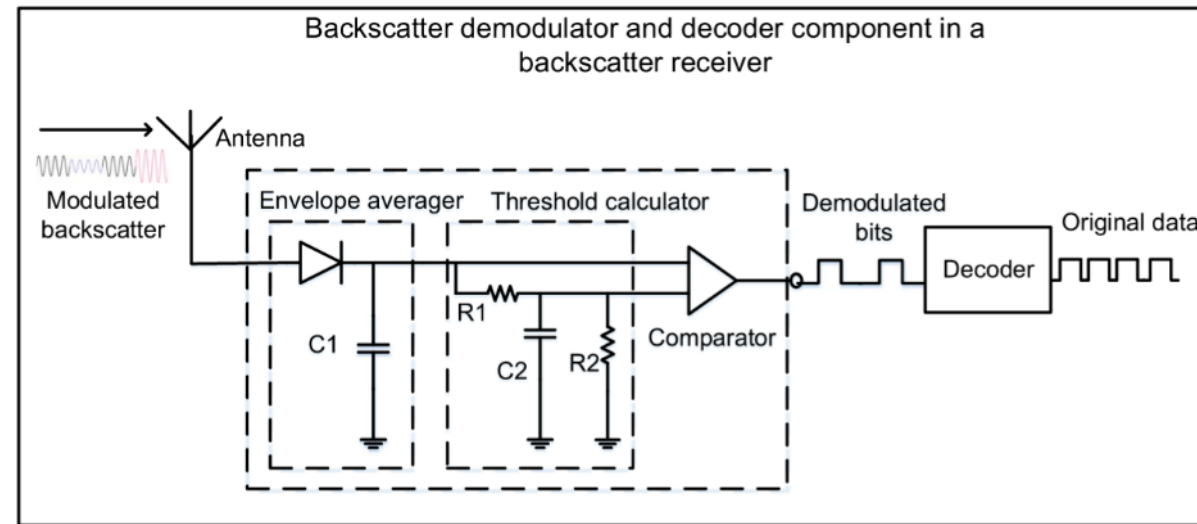 Backscatter demodulator and decoder component in a
backscatter receiver
Antenna
Modulated
backscatter
Envelope averager
Threshold calculator
Demodulated
bits
Original data
Decoder
R1
Comparator
C1
C2
R2